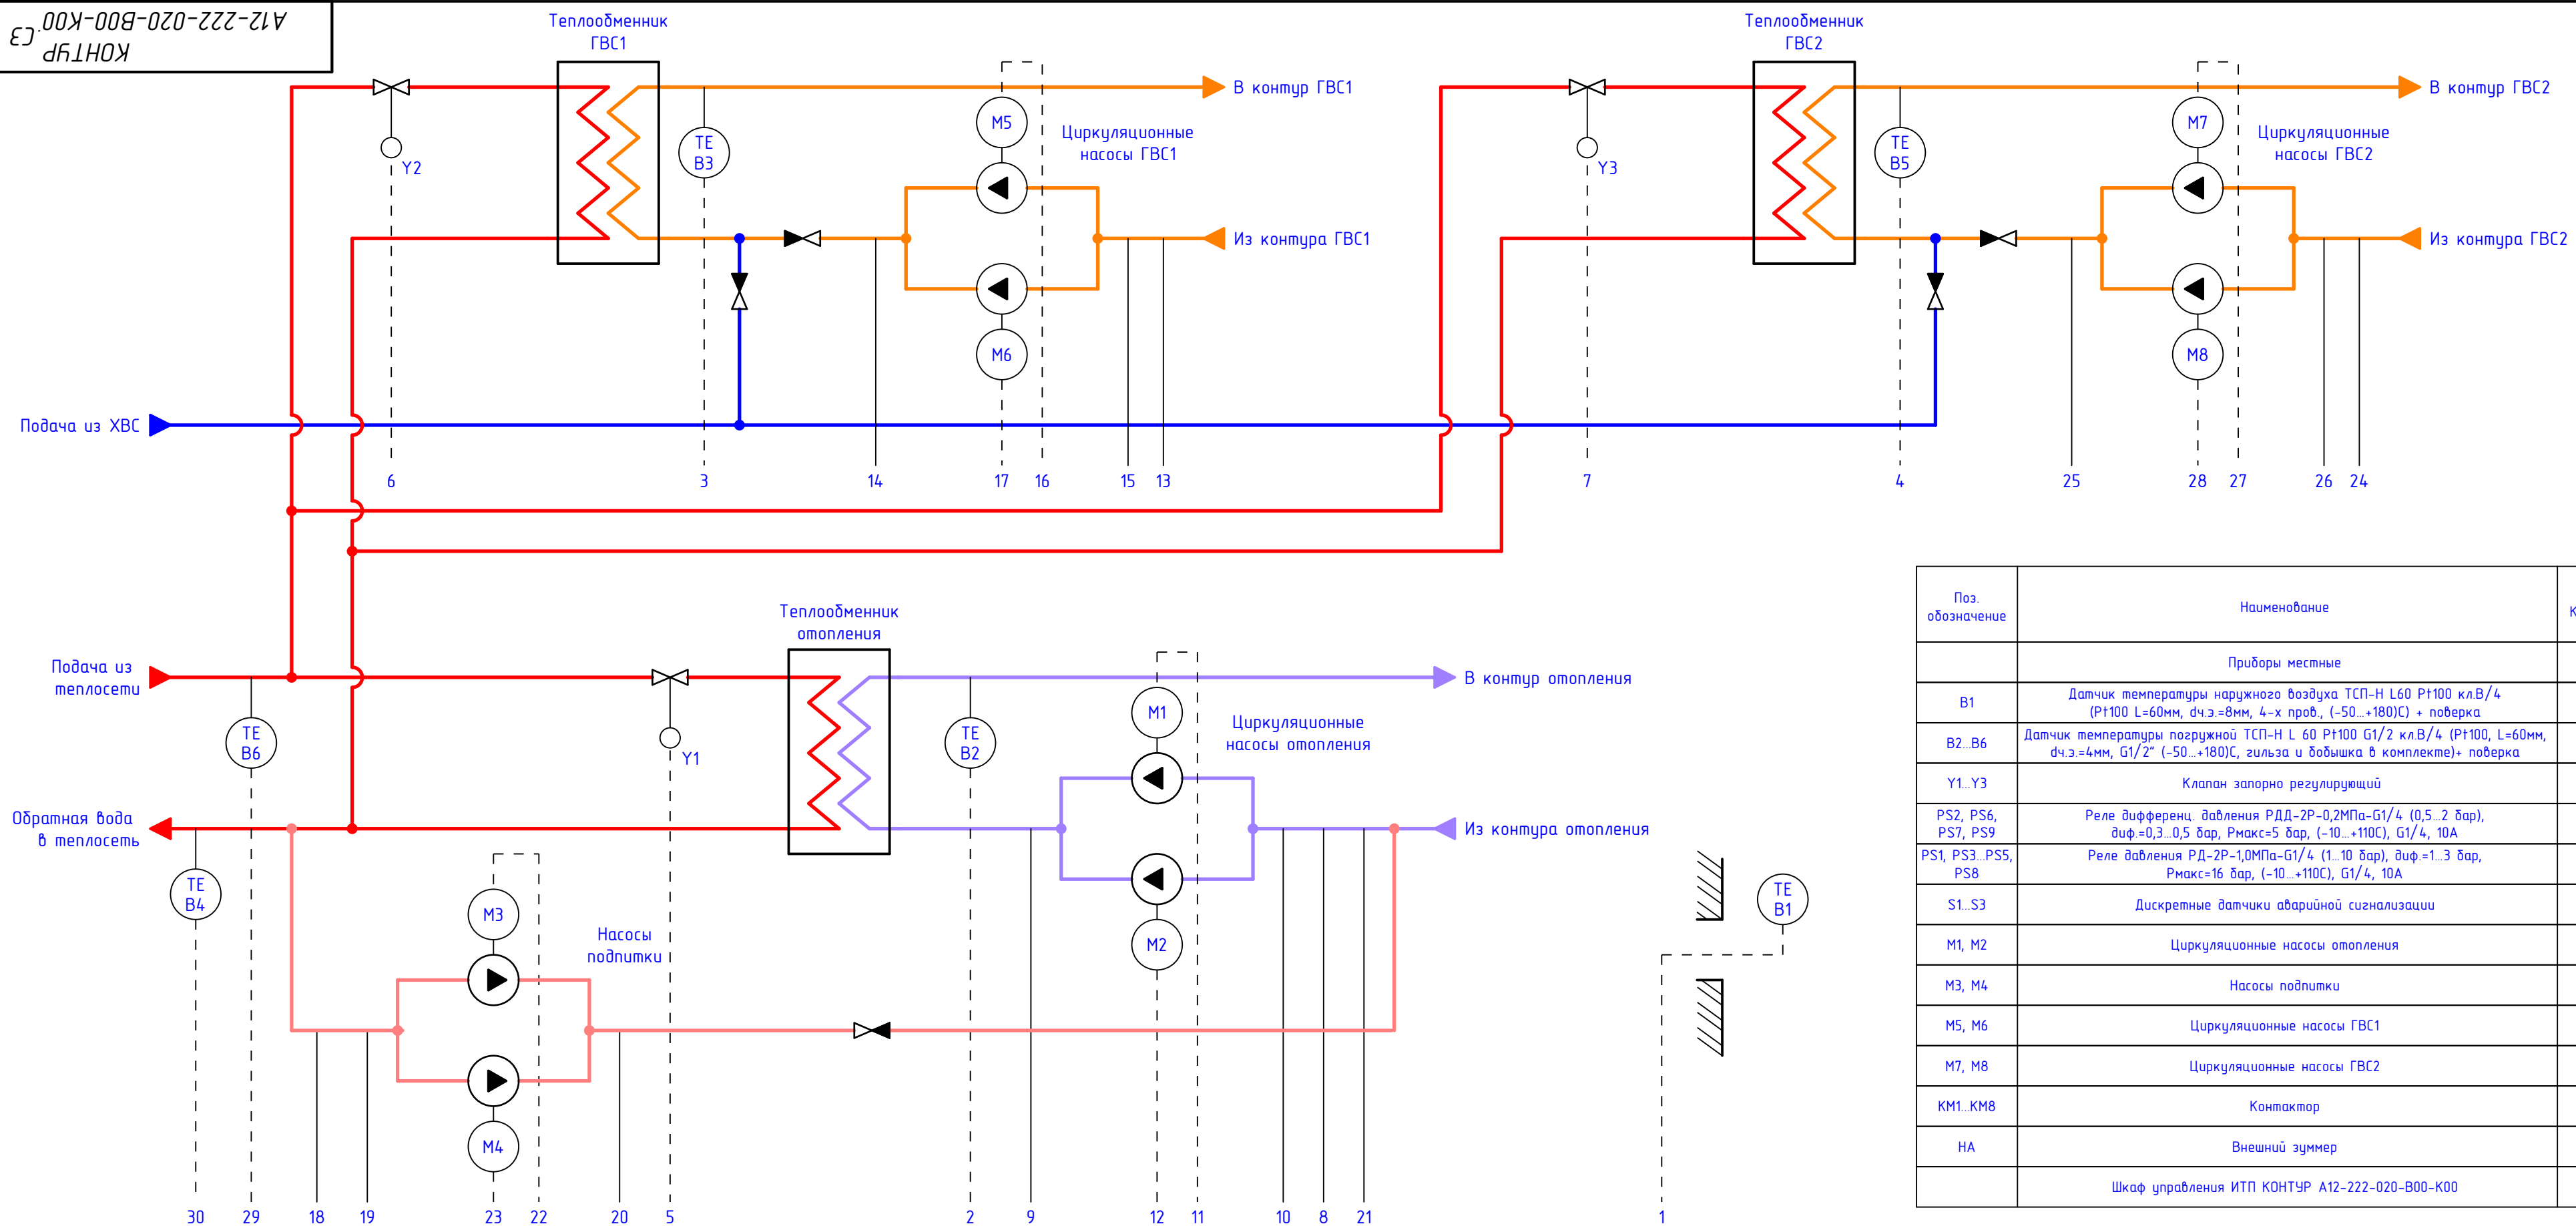 КОНТУР
А12-222-020-В00-К00.С3
Теплообменник
ГВС1
Теплообменник
ГВС2
В контур ГВС1
В контур ГВС2
M5
Циркуляционные
насосы ГВС1
M7
Циркуляционные
насосы ГВС2
TE
B3
TE
B5
Y2
Y3
Из контура ГВС1
Из контура ГВС2
M6
M8
Подача из ХВС
6
3
14
17
16
15
13
7
4
25
28
27
26
24
Теплообменник
отопления
Подача из
теплосети
В контур отопления
M1
Циркуляционные
насосы отопления
TE
B6
Y1
TE
B2
Обратная вода
в теплосеть
Из контура отопления
TE
B4
M3
Насосы
подпитки
M2
TE
B1
M4
30
29
18
19
23
22
20
5
2
9
12
11
10
8
21
1
Поз.
обозначение
Наименование
К
Приборы местные
B1
Датчик температуры наружного воздуха ТСП-Н L60 Pt100 кл.В/4
(Pt100 L=60мм, dч.э.=8мм, 4-х пров., (-50...+180)С) + поверка
B2...B6
Датчик температуры погружной ТСП-Н L 60 Pt100 G1/2 кл.В/4 (Pt100, L=60мм,
dч.э.=4мм, G1/2" (-50...+180)С, гильза и бобышка в комплекте)+ поверка
Y1...Y3
Клапан запорно регулирующий
PS2, PS6,
PS7, PS9
Реле дифференц. давления РДД-2Р-0,2МПа-G1/4 (0,5...2 бар),
диф.=0,3...0,5 бар, Рмакс=5 бар, (-10...+110С), G1/4, 10А
PS1, PS3...PS5,
PS8
Реле давления РД-2Р-1,0МПа-G1/4 (1...10 бар), диф.=1...3 бар,
Рмакс=16 бар, (-10...+110С), G1/4, 10А
S1...S3
Дискретные датчики аварийной сигнализации
M1, M2
Циркуляционные насосы отопления
M3, M4
Насосы подпитки
M5, M6
Циркуляционные насосы ГВС1
M7, M8
Циркуляционные насосы ГВС2
KM1...KM8
Контактор
HA
Внешний зуммер
Шкаф управления ИТП КОНТУР А12-222-020-В00-К00